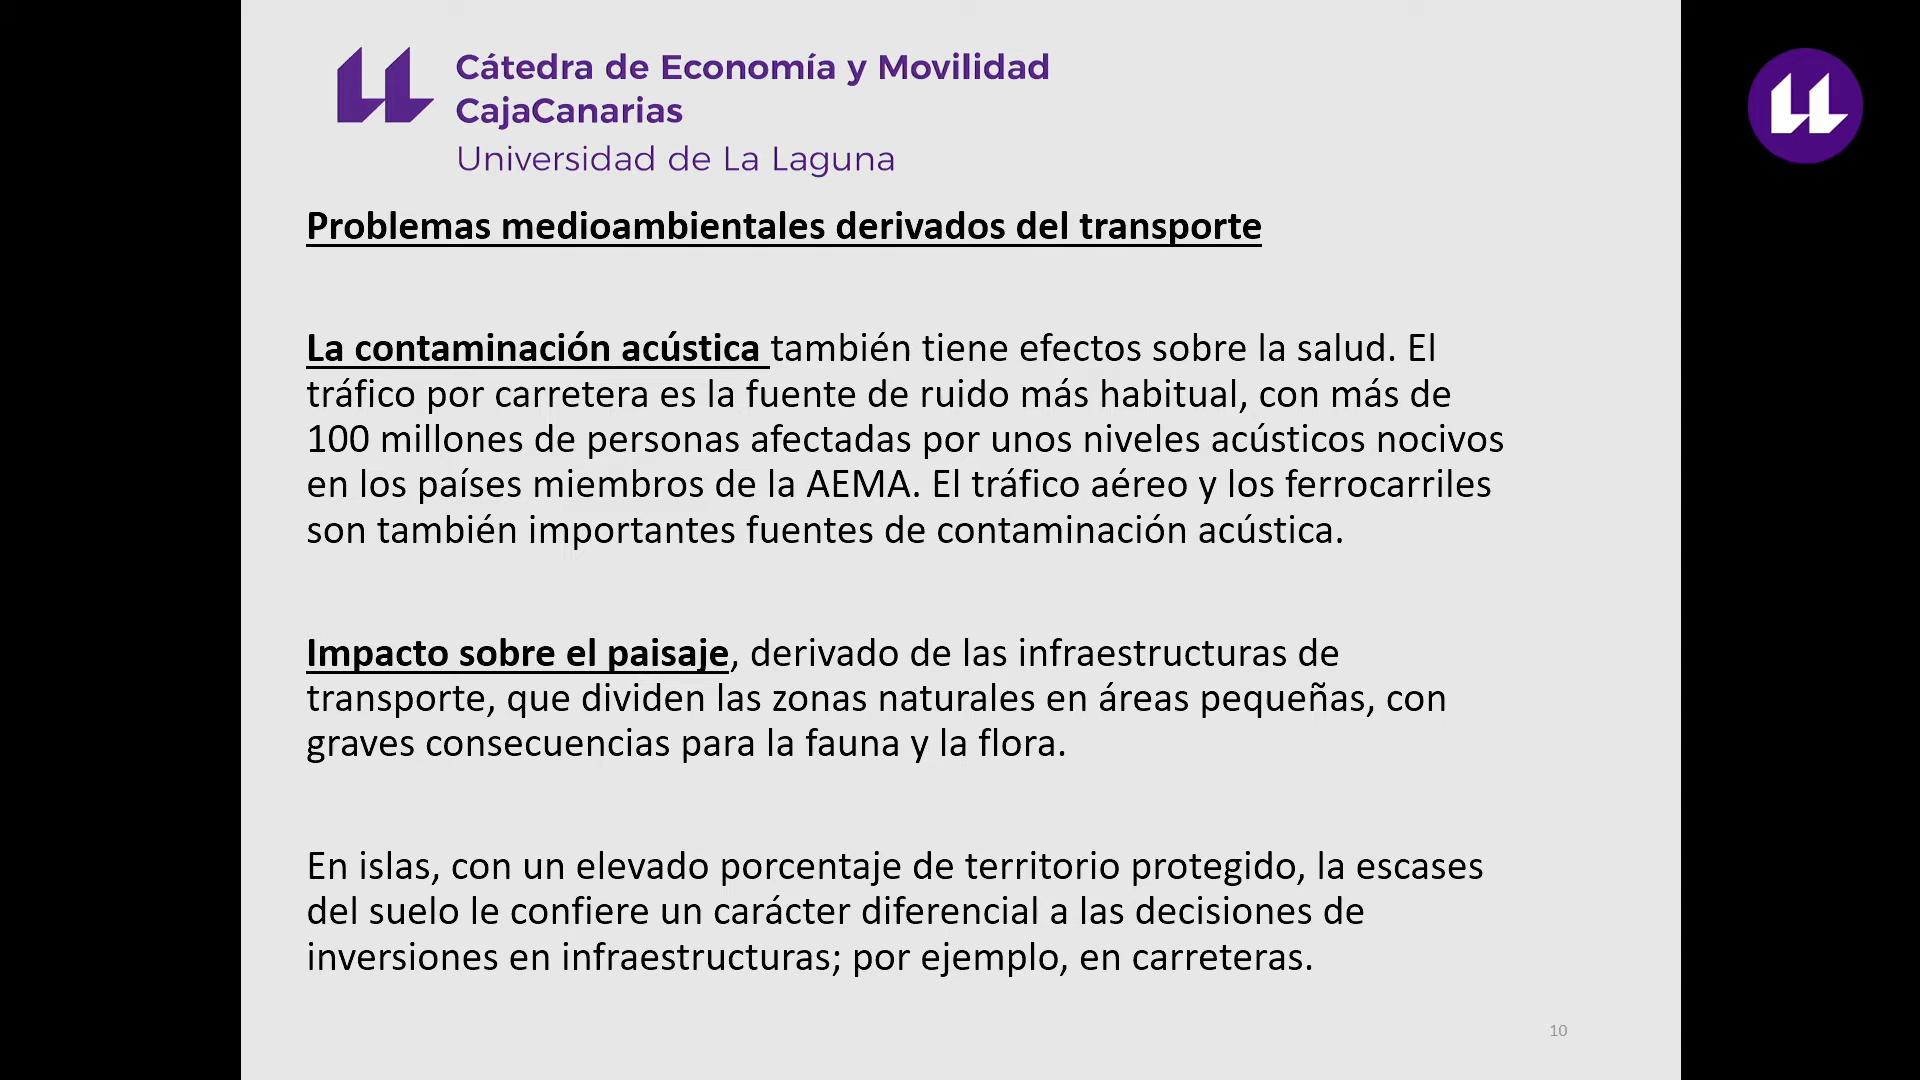 Cátedra de Economía y Movilidad
CajaCanarias
Universidad de La Laguna
Problemas medioambientales derivados del transporte
La contaminación acústica también tiene efectos sobre la salud. El
tráfico por carretera es la fuente de ruido más habitual, con más de
100 millones de personas afectadas por unos niveles acústicos nocivos
en los países miembros de la AEMA. El tráfico aéreo y los ferrocarriles
son también importantes fuentes de contaminación acústica.
Impacto sobre el paisaje, derivado de las infraestructuras de
transporte, que dividen las zonas naturales en áreas pequeñas, con
graves consecuencias para la fauna y la flora.
En islas, con un elevado porcentaje de territorio protegido, la escases
del suelo le confiere un carácter diferencial a las decisiones de
inversiones en infraestructuras; por ejemplo, en carreteras.
10